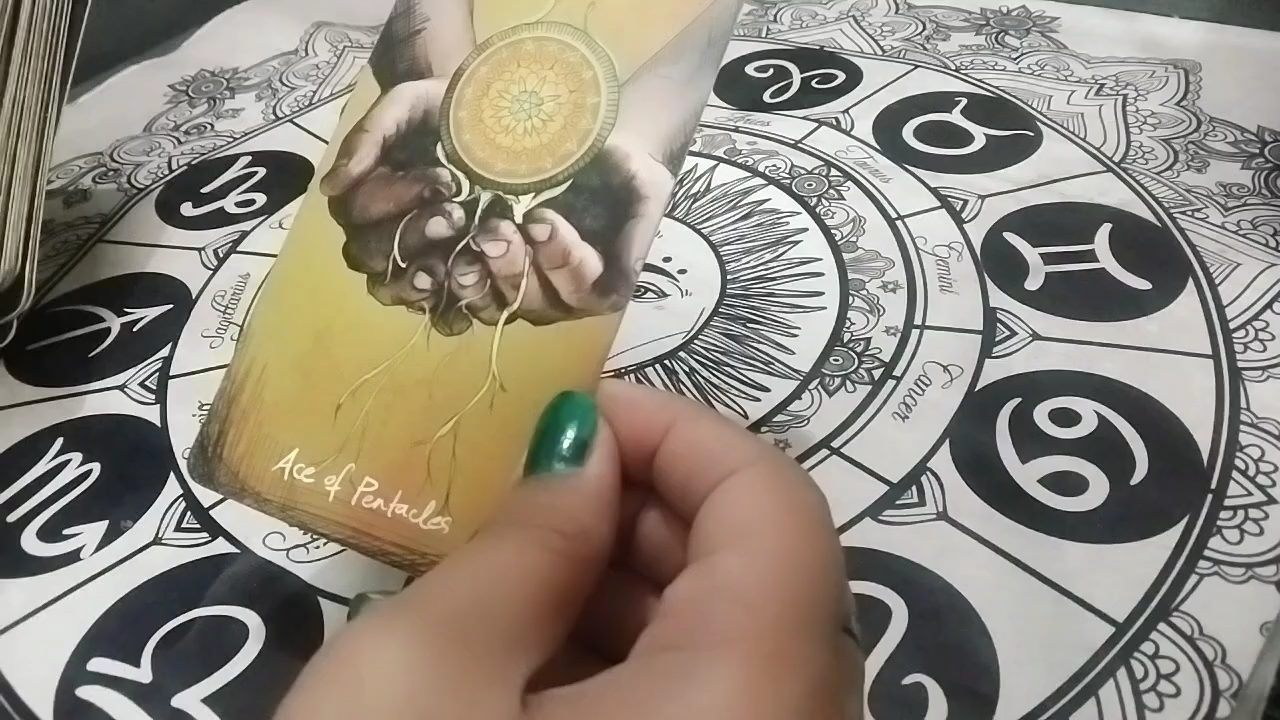 Aries
Taurus
Gemini
Cancer
Sagittarius
Ace of Pentacles